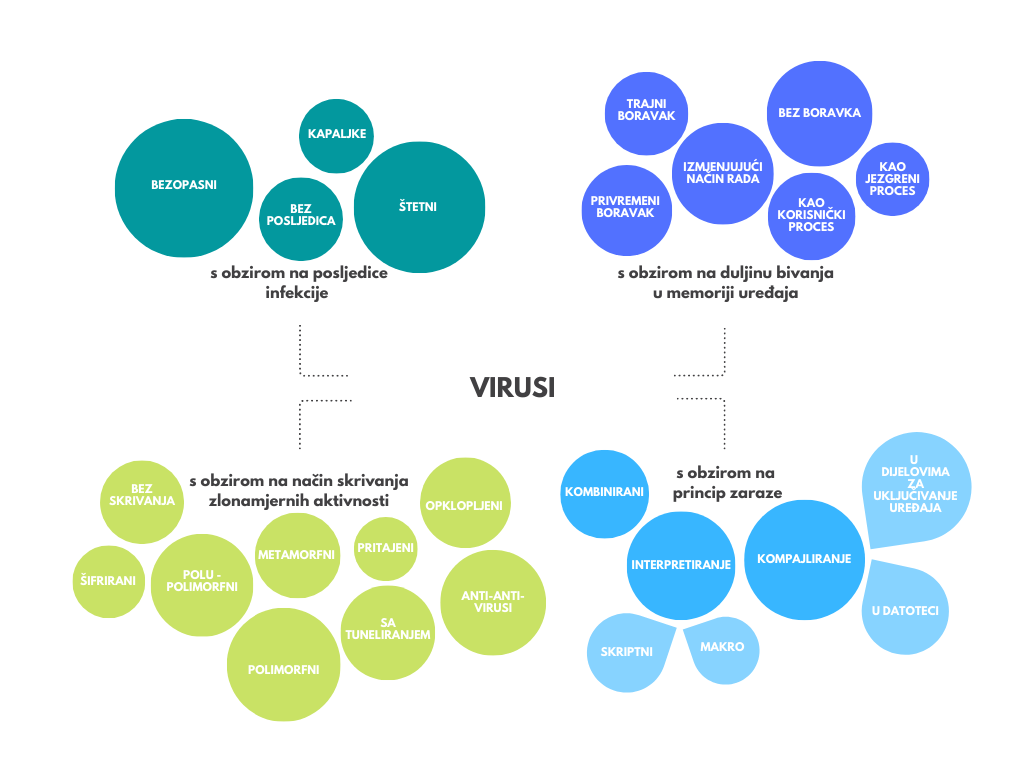 KAPALJKE
BEZOPASNI
BEZ
POSLJEDICA
ŠTETNI
s obzirom na posljedice
infekcije
TRAJNI
BORAVAK
BEZ BORAVKA
IZMJENJUJUĆI
NAČIN RADA
KAO
JEZGRENI
PROCES
PRIVREMENI
BORAVAK
KAO
KORISNIČKI
PROCES
s obzirom na duljinu bivanja
u memoriji uređaja
VIRUSI
s obzirom na način skrivanja
zlonamjernih aktivnosti
BEZ
SKRIVANJA
OPKLOPLJENI
METAMORFNI
PRITAJENI
ŠIFRIRANI
POLU -
POLIMORFNI
ANTI-ANTI-
VIRUSI
SA
TUNELIRANJEM
POLIMORFNI
s obzirom na
princip zaraze
KOMBINIRANI
U
DIJELOVIMA
ZA
UKLJUČIVANJE
UREĐAJA
INTERPRETIRANJE
KOMPAJLIRANJE
U DATOTECI
SKRIPTNI
MAKRO